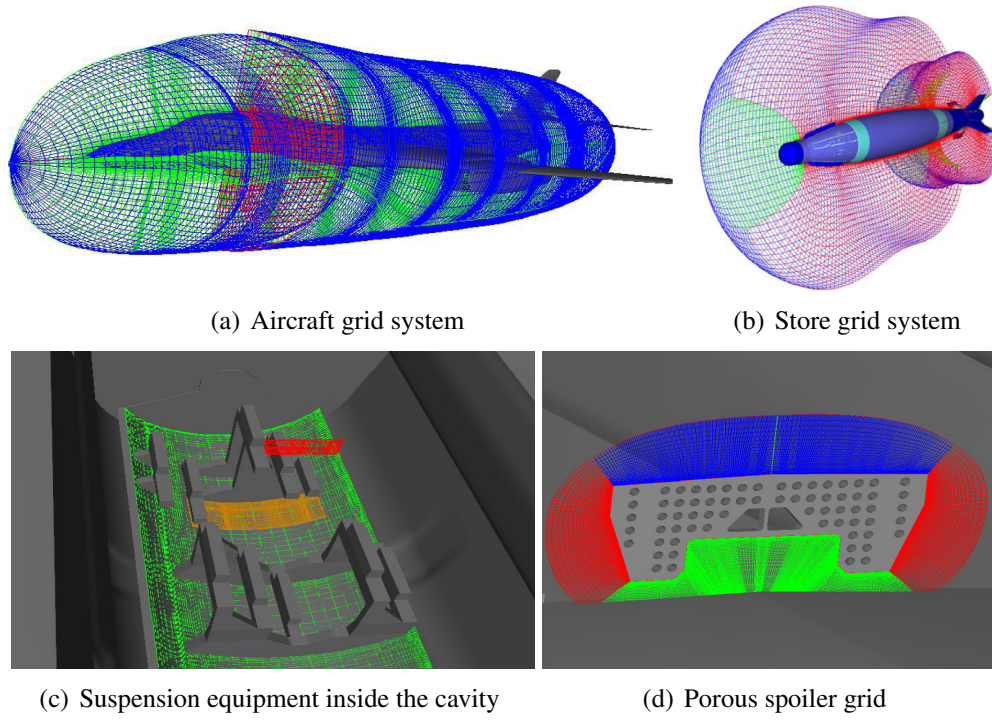 (a) Aircraft grid system
(b) Store grid system
(c) Suspension equipment inside the cavity
(d) Porous spoiler grid